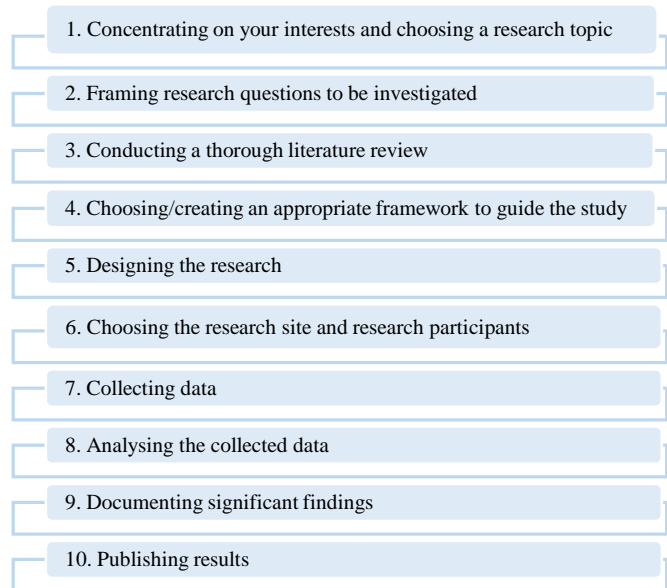 1. Concentrating on your interests and choosing a research topic
2. Framing research questions to be investigated
3. Conducting a thorough literature review
4. Choosing/creating an appropriate framework to guide the study
5. Designing the research
6. Choosing the research site and research participants
7. Collecting data
8. Analysing the collected data
9. Documenting significant findings
10. Publishing results